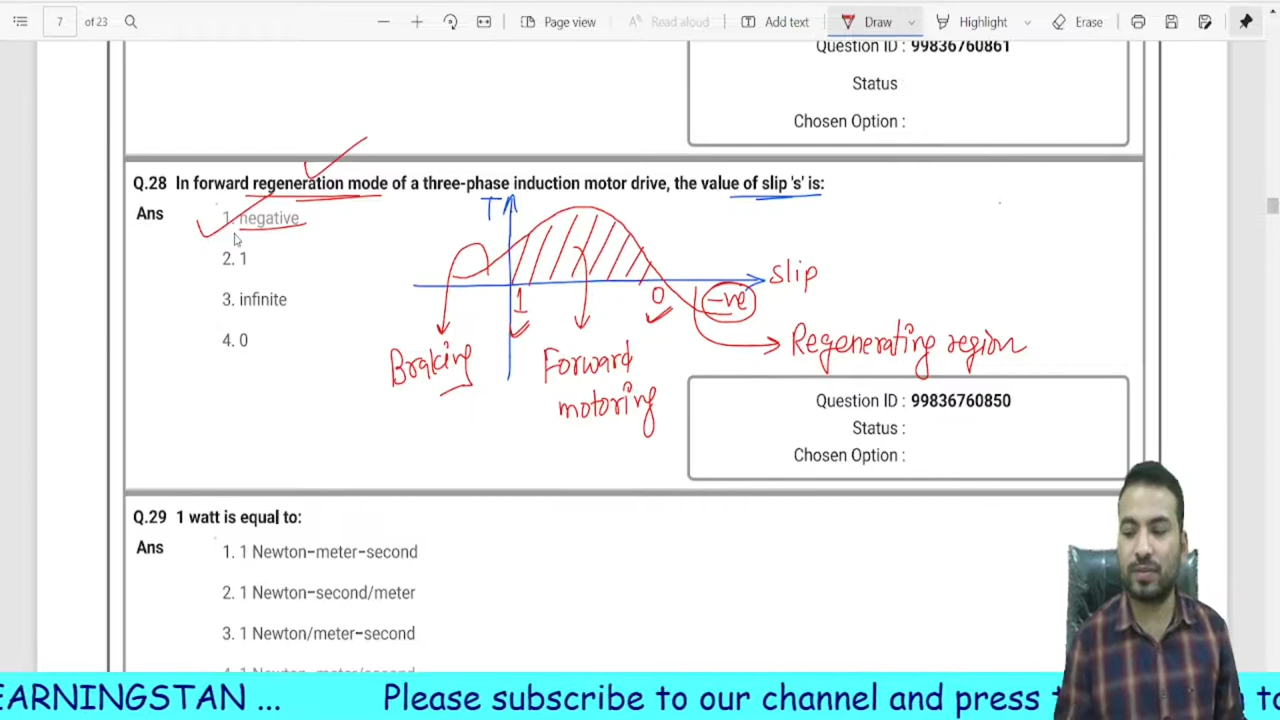 7 of 23 Page view Read aloud Add text Draw Highlight Erase
Question ID : 99836760861
Status
Chosen Option :
Q.28 In forward regeneration mode of a three-phase induction motor drive, the value of slip 's' is:
Ans 1. negative
2. 1
3. infinite
4. 0
T
slip
1 0 -ve
Braking Forward motoring Regenerating region
Question ID : 99836760850
Status :
Chosen Option :
Q.29 1 watt is equal to:
Ans 1. 1 Newton-meter-second
2. 1 Newton-second/meter
3. 1 Newton/meter-second
EARNINGSTAN ... Please subscribe to our channel and press